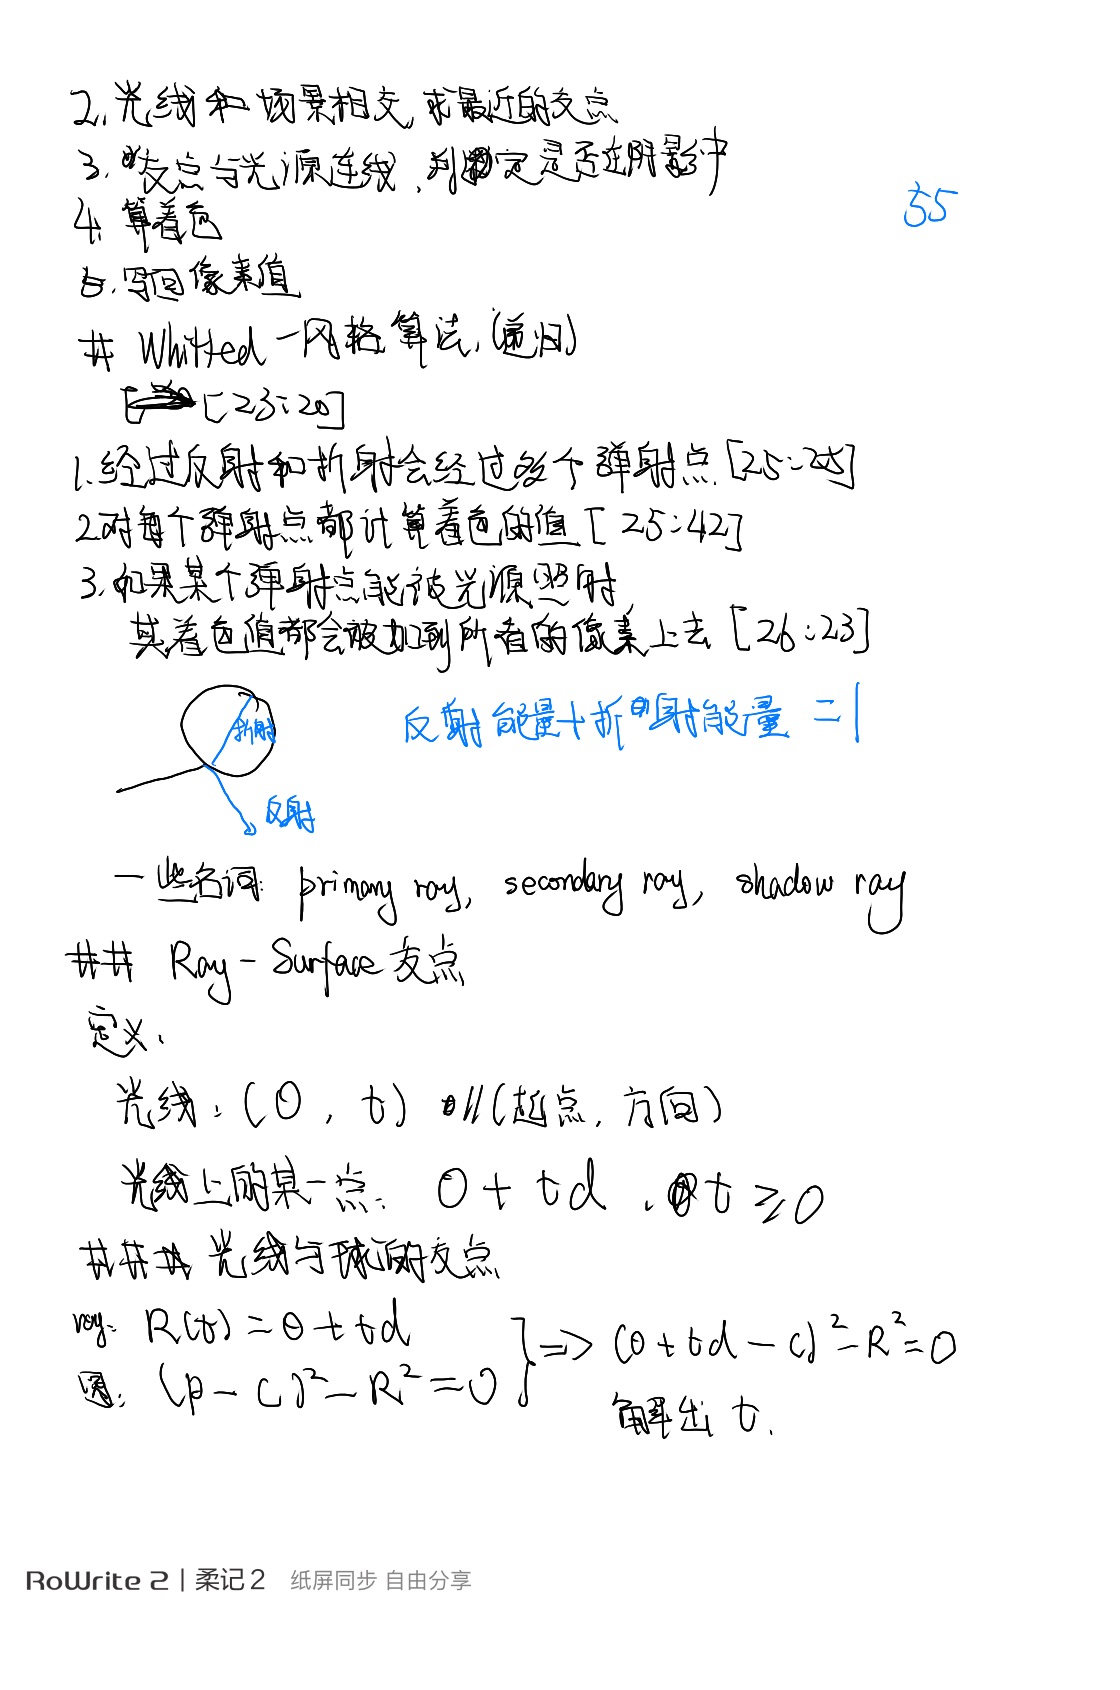 2. 光线和场景相交, 求最近的交点
3. 交点与光源连线, 判定是否在阴影中
55
4. 算着色
5. 写回像素值
# Whitted-风格算法, (递归)
[23:20]
1. 经过反射和折射会经过多个弹射点 [25:25]
2. 对每个弹射点都计算着色的值 [25:42]
3. 如果某个弹射点能被光源照射,
其着色值都会被加到所看的像素上去 [26:23]
反射能量+折射能量 = 1
折射
反射
一些名词: primary ray, secondary ray, shadow ray
## Ray-Surface 交点
定义:
光线: (O, t) //(起点, 方向)
光线上的某一点: O + td , t ≥ 0
### 光线与球面的交点
ray: R(t) = O + td } => (O + td - c)² - R² = 0
圆: (p - c)² - R² = 0
解出 t.
RoWrite 2 | 柔记2 纸屏同步 自由分享